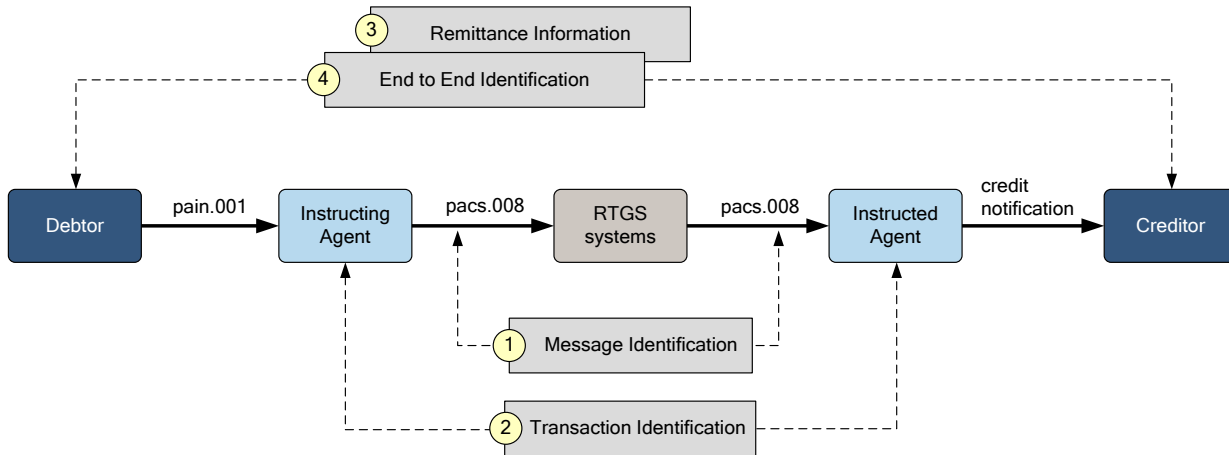 3
Remittance Information
4
End to End Identification
Debtor
pain.001
Instructing
Agent
pacs.008
RTGS
systems
pacs.008
Instructed
Agent
credit
notification
Creditor
1
Message Identification
2
Transaction Identification